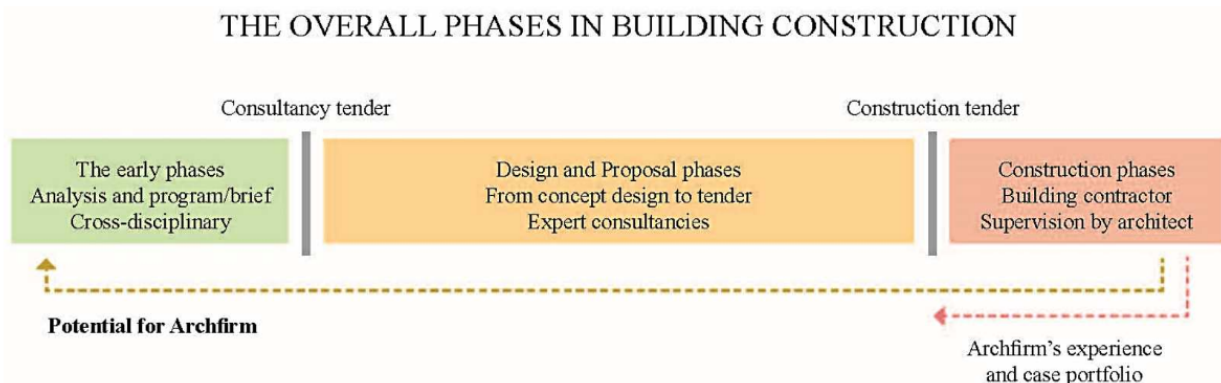 THE OVERALL PHASES IN BUILDING CONSTRUCTION
Consultancy tender
Construction tender
The early phases
Analysis and program/brief
Cross-disciplinary
Design and Proposal phases
From concept design to tender
Expert consultancies
Construction phases
Building contractor
Supervision by architect
Potential for Archfirm
Archfirm's experience
and case portfolio